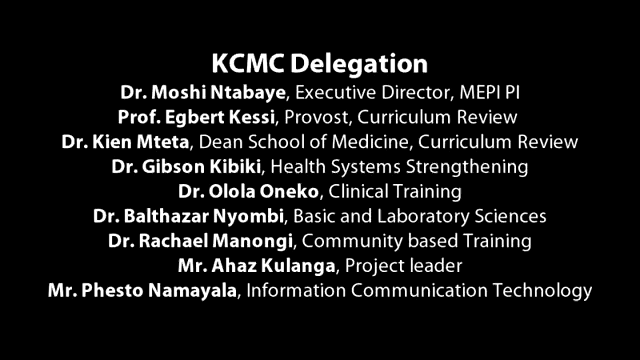 KCMC Delegation
Dr. Moshi Ntabaye, Executive Director, MEPI PI
Prof. Egbert Kessi, Provost, Curriculum Review
Dr. Kien Mteta, Dean School of Medicine, Curriculum Review
Dr. Gibson Kibiki, Health Systems Strengthening
Dr. Olola Oneko, Clinical Training
Dr. Balthazar Nyombi, Basic and Laboratory Sciences
Dr. Rachael Manongi, Community based Training
Mr. Ahaz Kulanga, Project leader
Mr. Phesto Namayala, Information Communication Technology